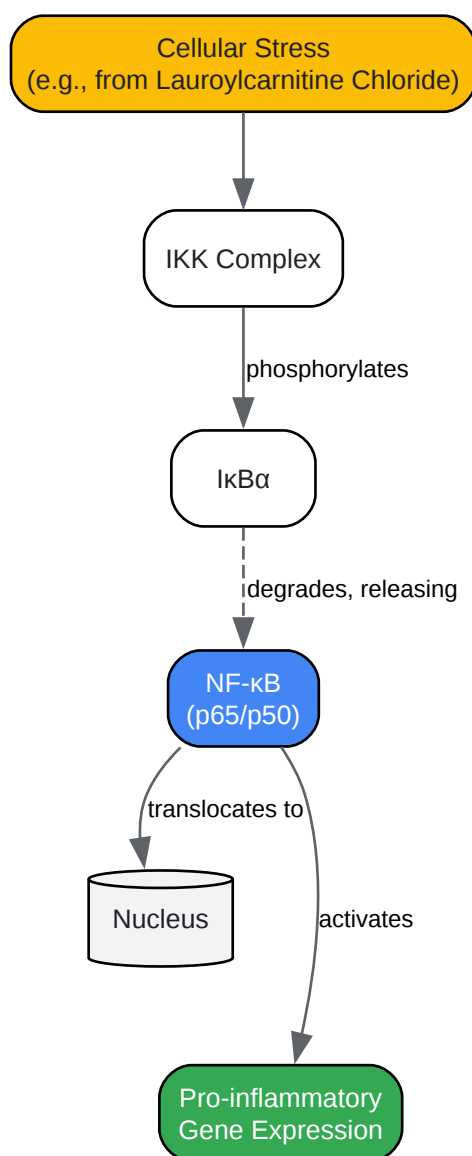 Cellular Stress
(e.g., from Lauroylcarnitine Chloride)
IKK Complex
phosphorylates
IκBα
degrades, releasing
NF-κB
(p65/p50)
translocates to
Nucleus
activates
Pro-inflammatory
Gene Expression